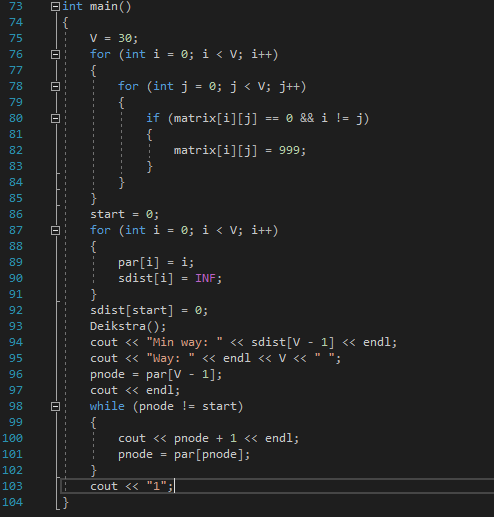 73 int main()
74 {
75 V = 30;
76 for (int i = 0; i < V; i++)
77 {
78 for (int j = 0; j < V; j++)
79 {
80 if (matrix[i][j] == 0 && i != j)
81 {
82 matrix[i][j] = 999;
83 }
84 }
85 }
86 start = 0;
87 for (int i = 0; i < V; i++)
88 {
89 par[i] = i;
90 sdist[i] = INF;
91 }
92 sdist[start] = 0;
93 Deikstra();
94 cout << "Min way: " << sdist[V - 1] << endl;
95 cout << "Way: " << endl << V << " ";
96 pnode = par[V - 1];
97 cout << endl;
98 while (pnode != start)
99 {
100 cout << pnode + 1 << endl;
101 pnode = par[pnode];
102 }
103 cout << "1";
104 }